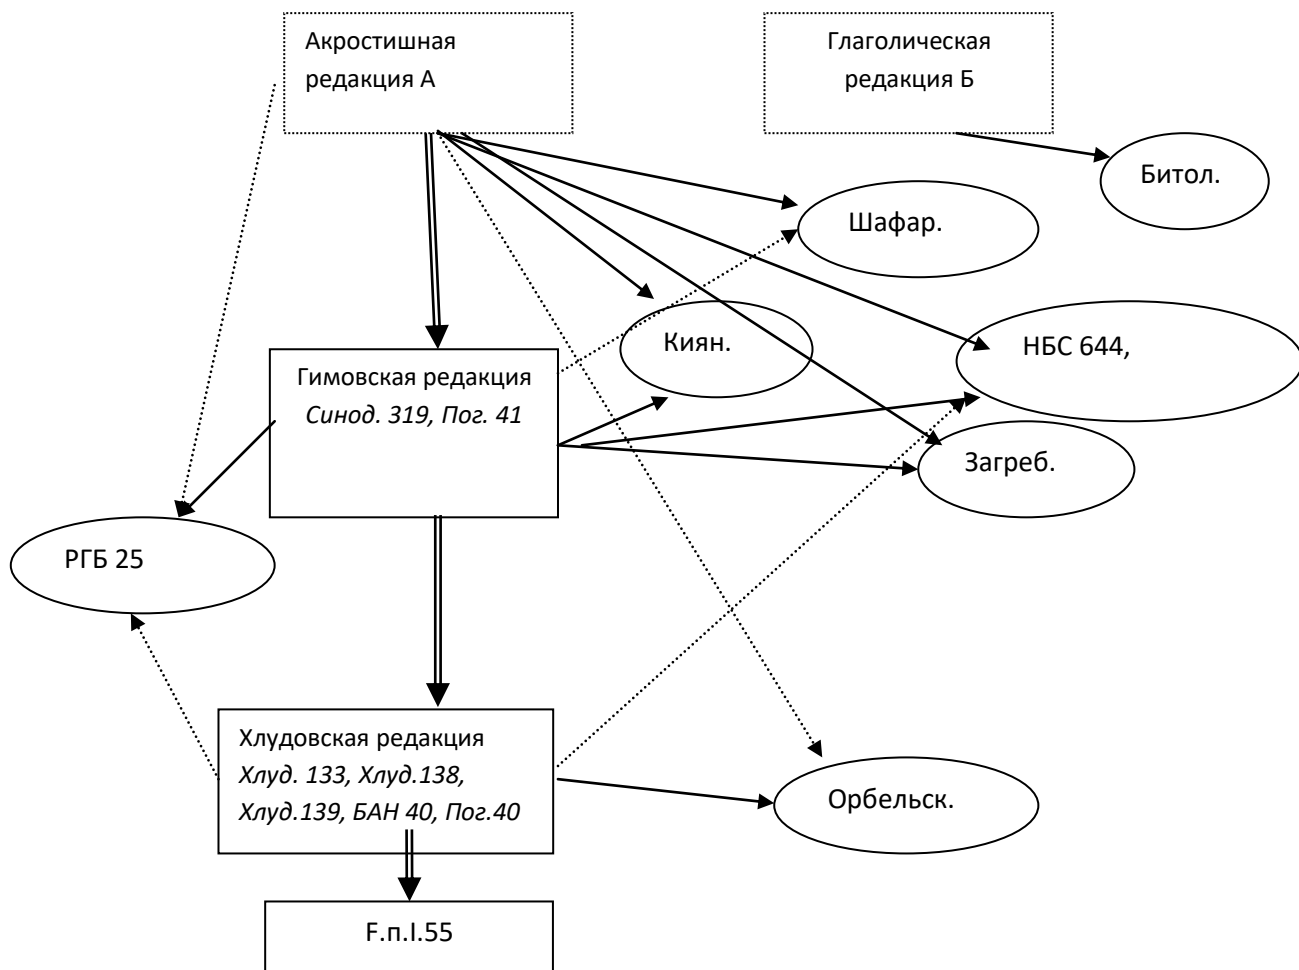 Акростишная
редакция А
Глаголическая
редакция Б
Битол.
Шафар.
Киян.
НБС 644,
Гимовская редакция
Синод. 319, Пог. 41
Загреб.
РГБ 25
Хлудовская редакция
Хлуд. 133, Хлуд.138,
Хлуд.139, БАН 40, Пог.40
Орбельск.
F.п.I.55